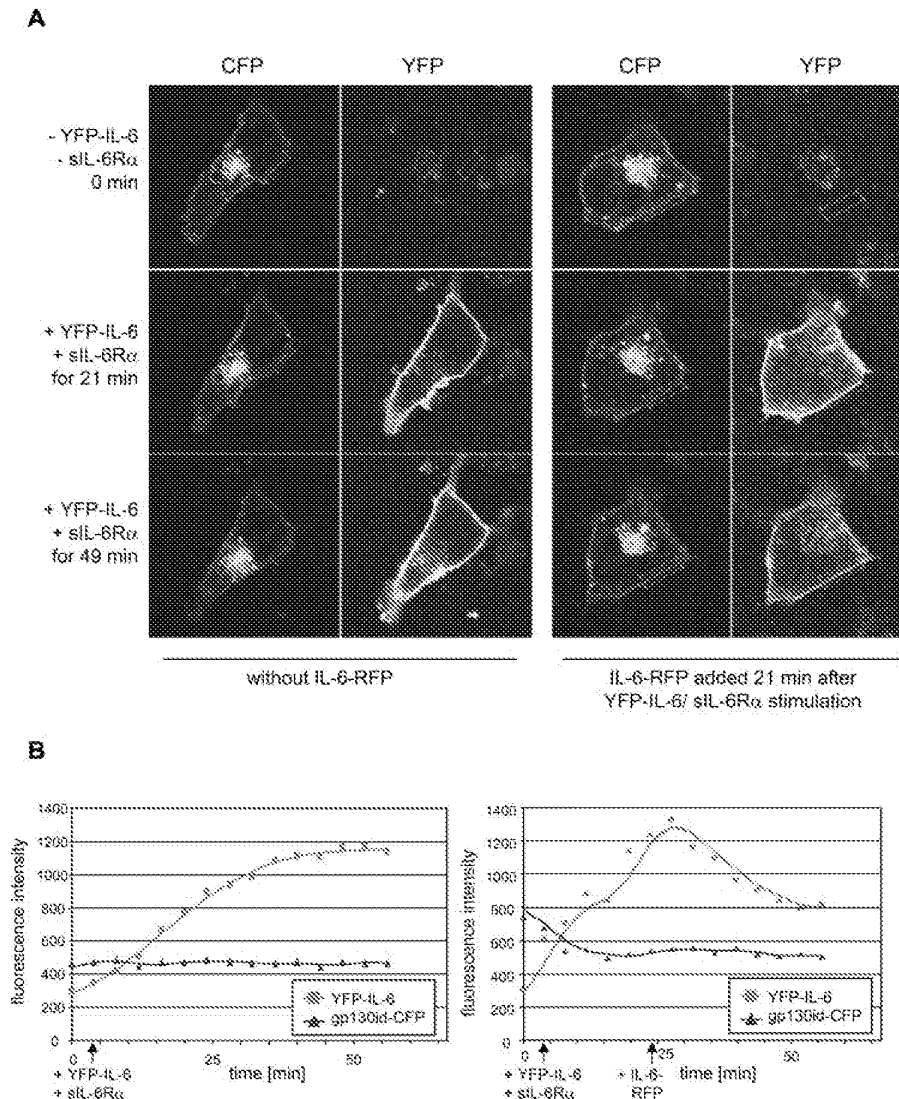 A
CFP YFP CFP YFP
- YFP-IL-6
- sIL-6Rα
0 min
+ YFP-IL-6
+ sIL-6Rα
for 21 min
+ YFP-IL-6
+ sIL-6Rα
for 49 min
without IL-6-RFP
IL-6-RFP added 21 min after
YFP-IL-6/ sIL-6Rα stimulation
B
fluorescence intensity
1400
1200
1000
800
600
400
200
0
YFP-IL-6
gp130id-CFP
0 25 50
time [min]
+ YFP-IL-6
+ sIL-6Rα
fluorescence intensity
1400
1200
1000
800
600
400
200
0
YFP-IL-6
gp130id-CFP
0 25 50
time [min]
+ YFP-IL-6
+ sIL-6Rα
+ IL-6-
RFP